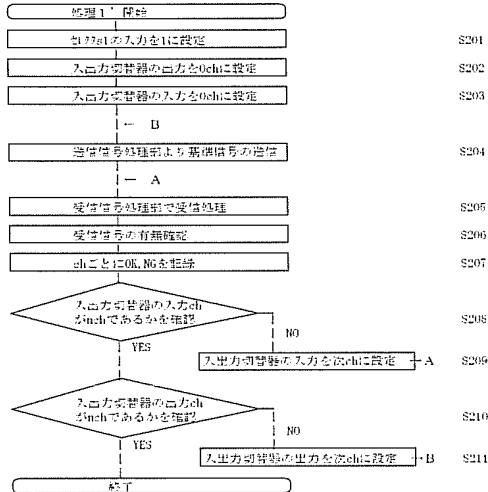 処理1’開始
ｾﾚｸﾀs1の入力を1に設定
S201
入出力切替器の出力を0chに設定
S202
入出力切替器の入力を0chに設定
S203
← B
送信信号処理部より基準信号の送信
S204
← A
受信信号処理部で受信処理
S205
受信信号の有無確認
S206
chごとにOK,NGを記録
S207
入出力切替器の入力ch
がnchであるかを確認
S208
NO
YES
入出力切替器の入力を次chに設定
→ A
S209
入出力切替器の出力ch
がnchであるかを確認
S210
NO
YES
入出力切替器の出力を次chに設定
→ B
S211
終了